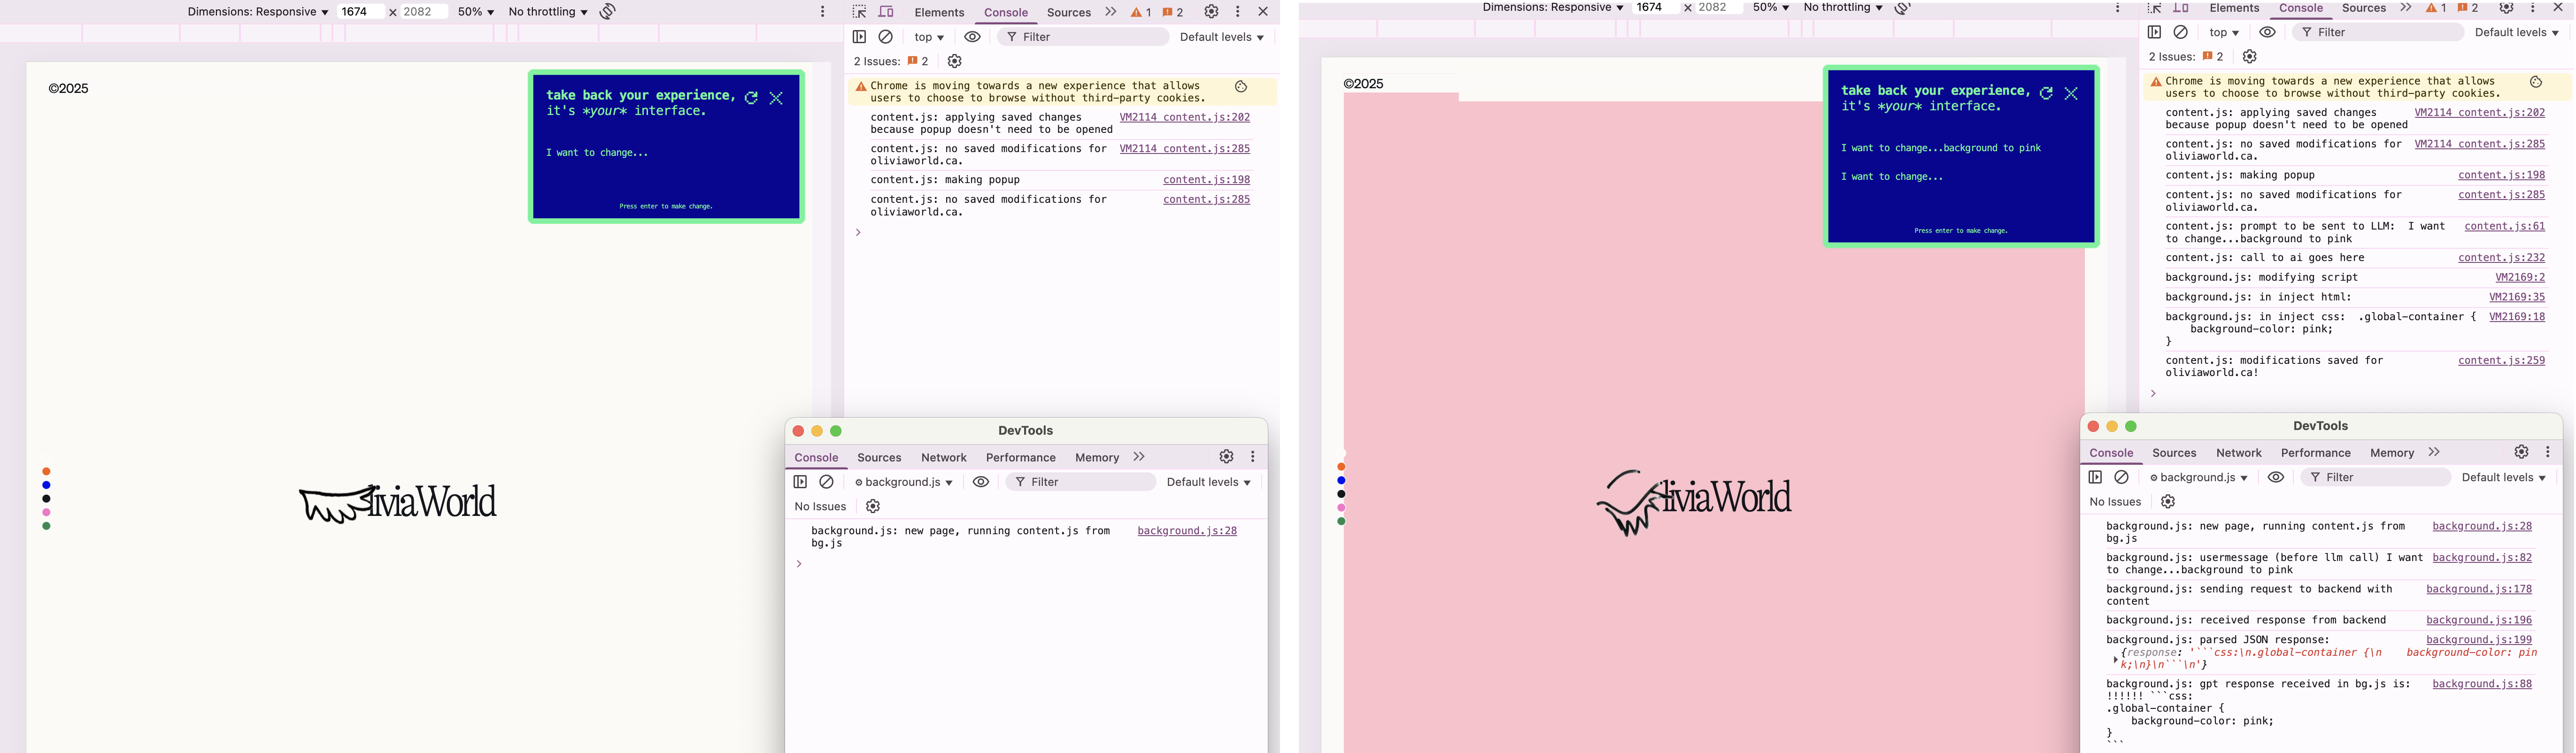 Dimensions: Responsive ▼ 1674 × 2082 50% ▼ No throttling ▼
Elements Console Sources >> 1 2
top ▼ Filter Default levels ▼
2 Issues: 2
Chrome is moving towards a new experience that allows
users to choose to browse without third-party cookies.
content.js: applying saved changes VM2114 content.js:202
because popup doesn't need to be opened
content.js: no saved modifications for VM2114 content.js:285
oliviaworld.ca.
content.js: making popup content.js:198
content.js: no saved modifications for content.js:285
oliviaworld.ca.
>
©2025
take back your experience,
it's *your* interface.
I want to change...
Press enter to make change.
liviaWorld
DevTools
Console Sources Network Performance Memory >>
background.js ▼ Filter Default levels ▼
No Issues
background.js: new page, running content.js from background.js:28
bg.js
>
Dimensions: Responsive ▼ 1674 × 2082 50% ▼ No throttling ▼
Elements Console Sources >> 1 2
top ▼ Filter Default levels ▼
2 Issues: 2
Chrome is moving towards a new experience that allows
users to choose to browse without third-party cookies.
content.js: applying saved changes VM2114 content.js:202
because popup doesn't need to be opened
content.js: no saved modifications for VM2114 content.js:285
oliviaworld.ca.
content.js: making popup content.js:198
content.js: no saved modifications for content.js:285
oliviaworld.ca.
content.js: prompt to be sent to LLM:  I want content.js:61
to change...background to pink
content.js: call to ai goes here content.js:232
background.js: modifying script VM2169:2
background.js: in inject html: VM2169:35
background.js: in inject css:  .global-container { VM2169:18
    background-color: pink;
}
content.js: modifications saved for content.js:259
oliviaworld.ca!
>
©2025
take back your experience,
it's *your* interface.
I want to change...background to pink
I want to change...
Press enter to make change.
liviaWorld
DevTools
Console Sources Network Performance Memory >>
background.js ▼ Filter Default levels ▼
No Issues
background.js: new page, running content.js from background.js:28
bg.js
background.js: usermessage (before llm call) I want background.js:82
to change...background to pink
background.js: sending request to backend with background.js:178
content
background.js: received response from backend background.js:196
background.js: parsed JSON response: background.js:199
{response: '```css:\n.global-container {\n    background-color: pin
k;\n}\n```\n'}
background.js: gpt response received in bg.js is: background.js:88
!!!!!! ```css:
.global-container {
    background-color: pink;
}
```